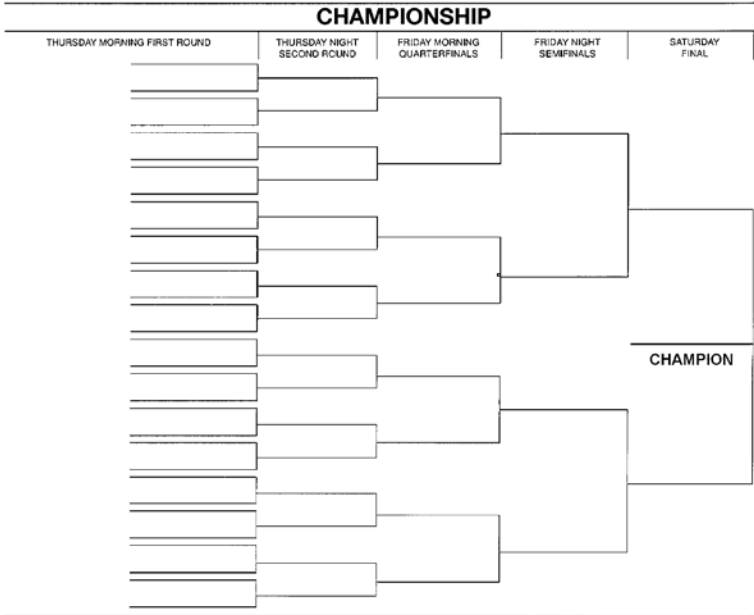 CHAMPIONSHIP
THURSDAY MORNING FIRST ROUND
THURSDAY NIGHT
SECOND ROUND
FRIDAY MORNING
QUARTERFINALS
FRIDAY NIGHT
SEMIFINALS
SATURDAY
FINAL
CHAMPION